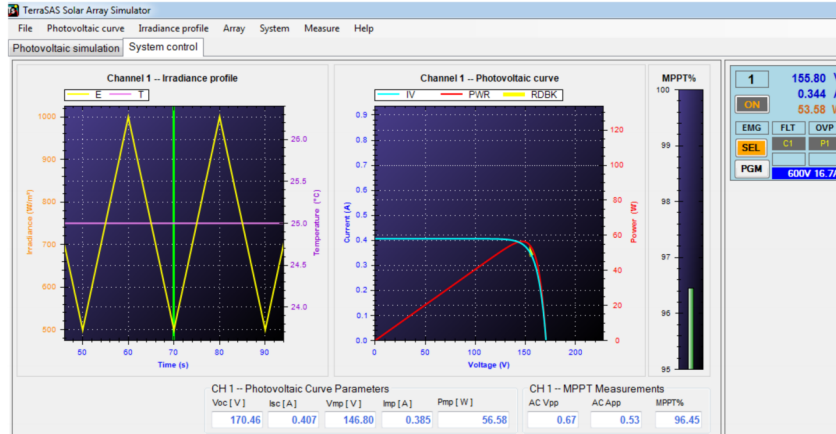 TerraSAS Solar Array Simulator
File Photovoltaic curve Irradiance profile Array System Measure Help
Photovoltaic simulation System control
Channel 1 -- Irradiance profile
E T
1000
900
800
700
600
500
Irradiance (W/m²)
26.0
25.5
25.0
24.5
24.0
Temperature (°C)
50 60 70 80 90
Time (s)
Channel 1 -- Photovoltaic curve
IV PWR RDBK
0.9
0.8
0.7
0.6
0.5
0.4
0.3
0.2
0.1
0.0
Current (A)
120
100
80
60
40
20
0
Power (W)
0 50 100 150 200
Voltage (V)
MPPT%
100
99
98
97
96
95
1 155.80 V
ON 0.344 A
53.58 W
EMG FLT OVP
SEL C1 P1
PGM 600V 16.7A
CH 1 -- Photovoltaic Curve Parameters
Voc [ V ] Isc [ A ] Vmp [ V ] Imp [ A ] Pmp [ W ]
170.46 0.407 146.80 0.385 56.58
CH 1 -- MPPT Measurements
AC Vpp AC App MPPT%
0.67 0.53 96.45